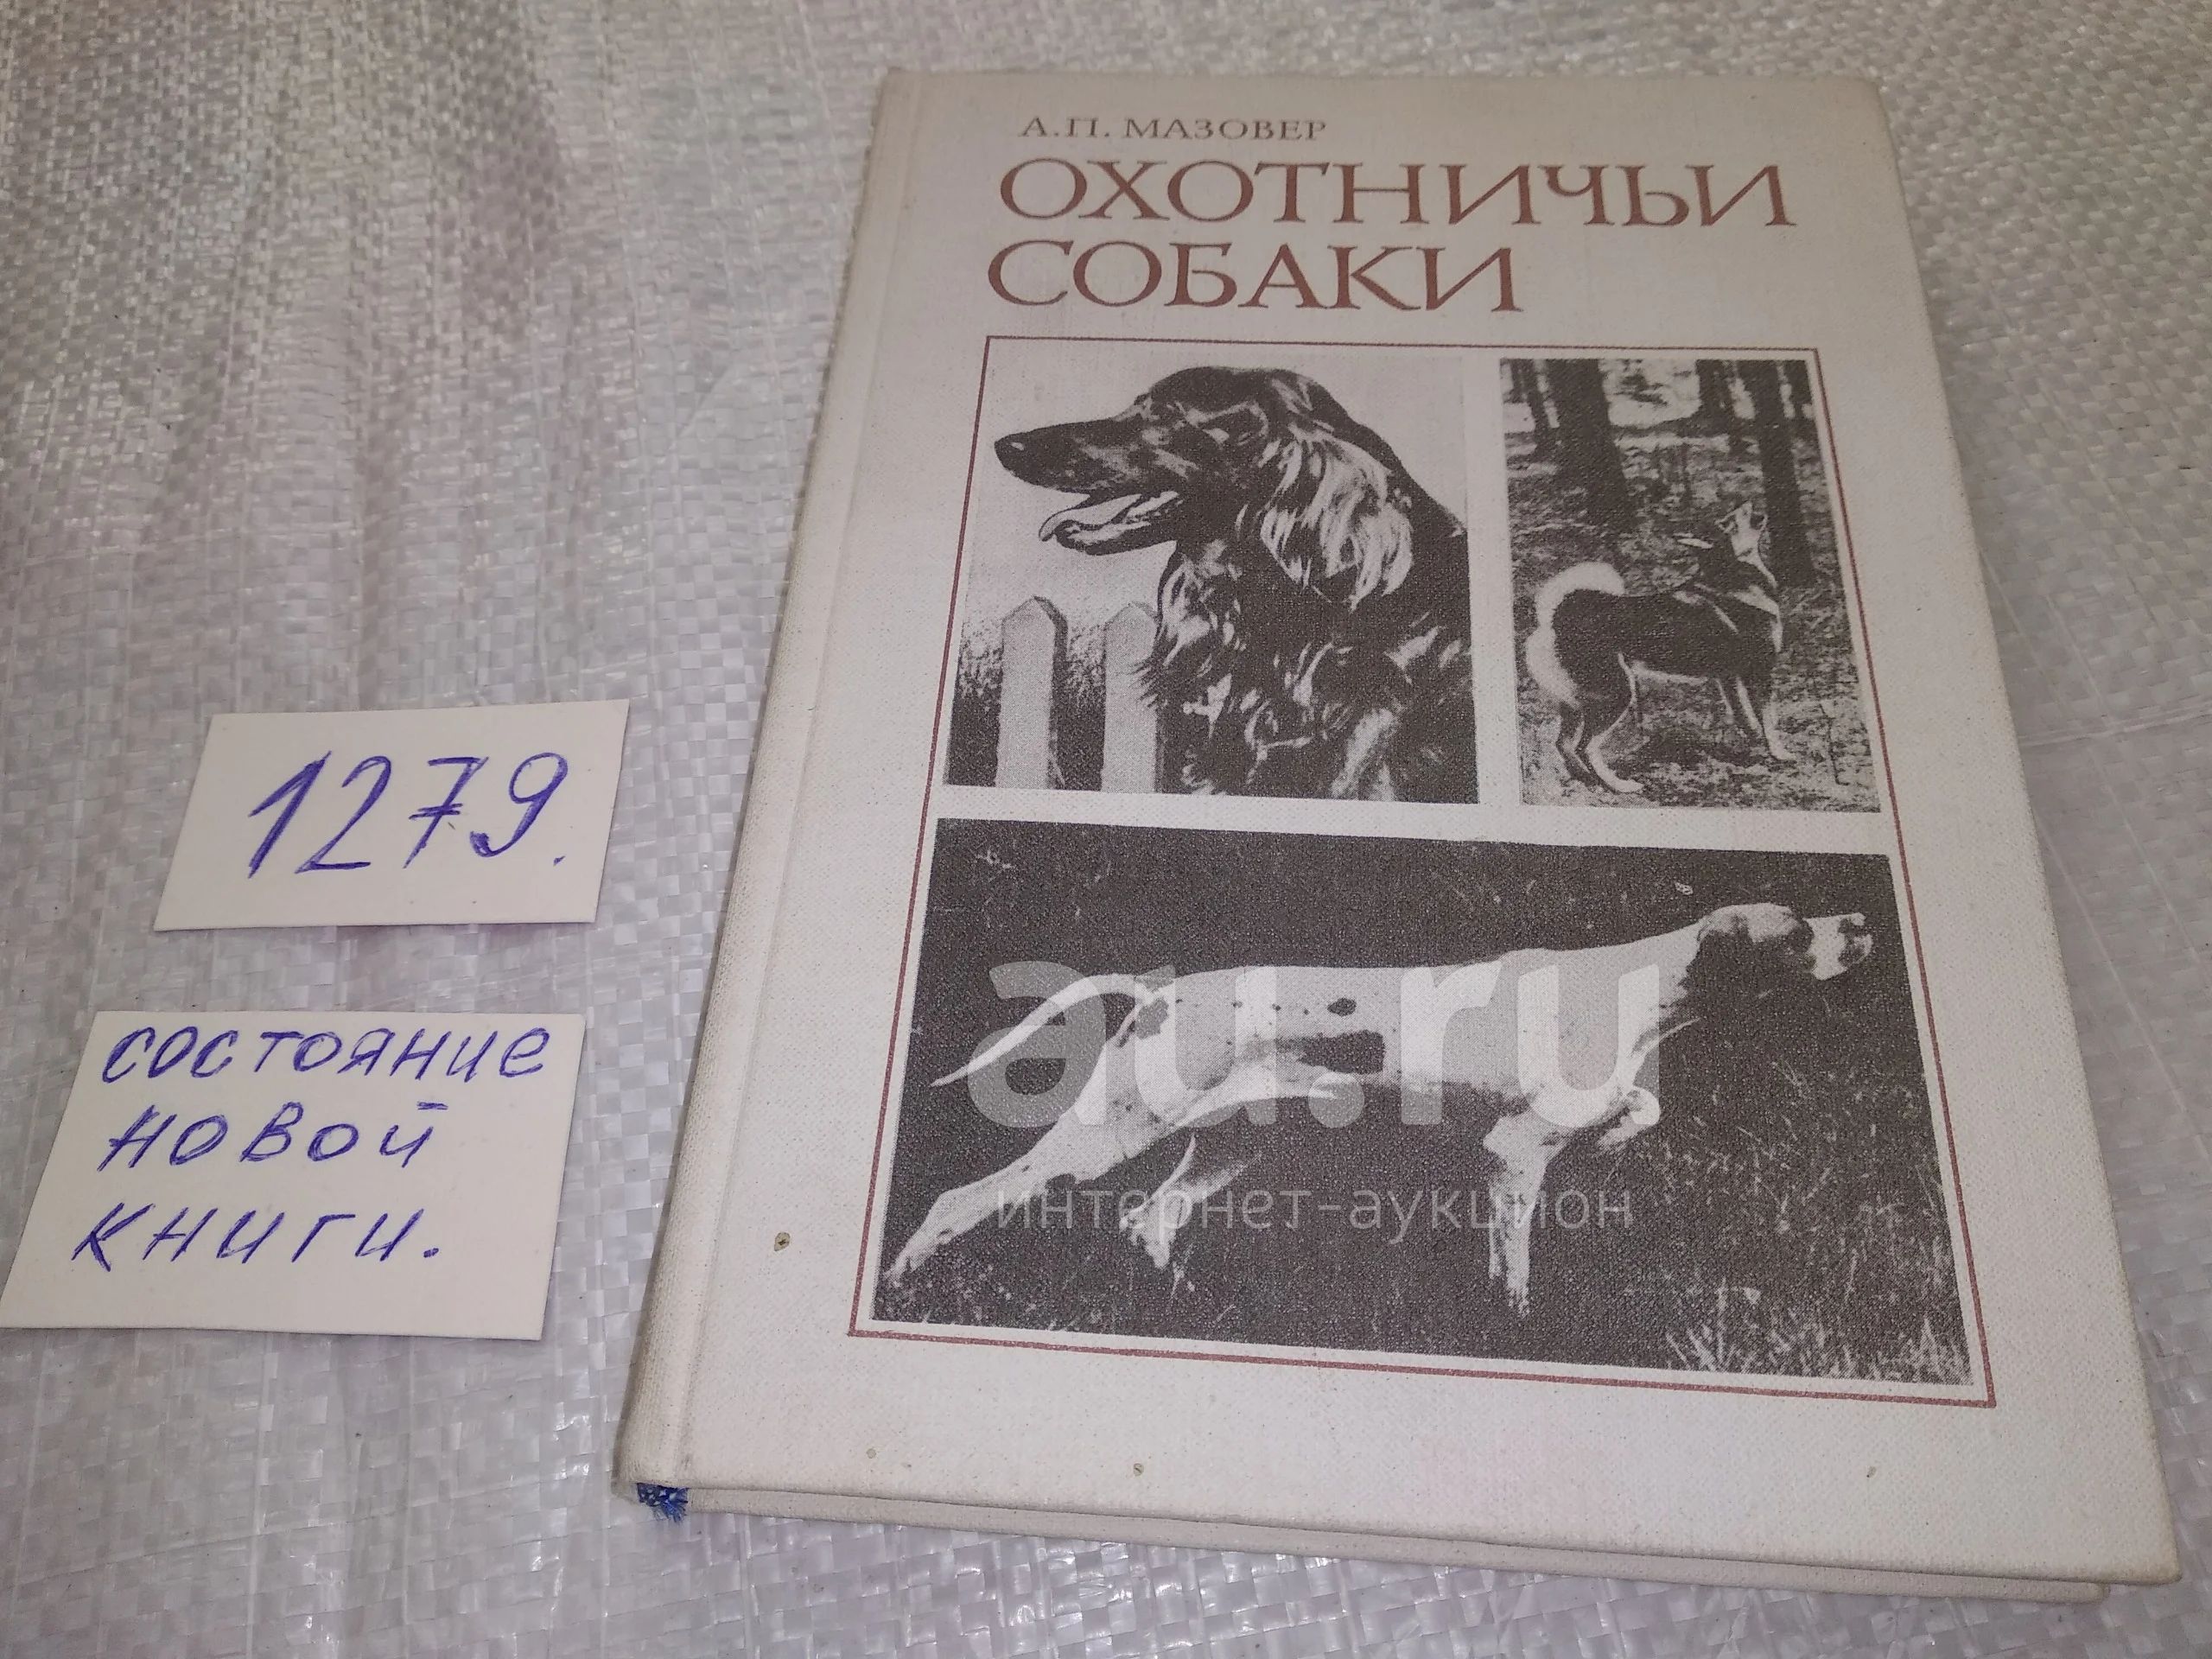 А.П. МАЗОВЕР
ОХОТНИЧЬИ
СОБАКИ
1279.
состояние
новой
книги.
au.ru
интернет-аукцион